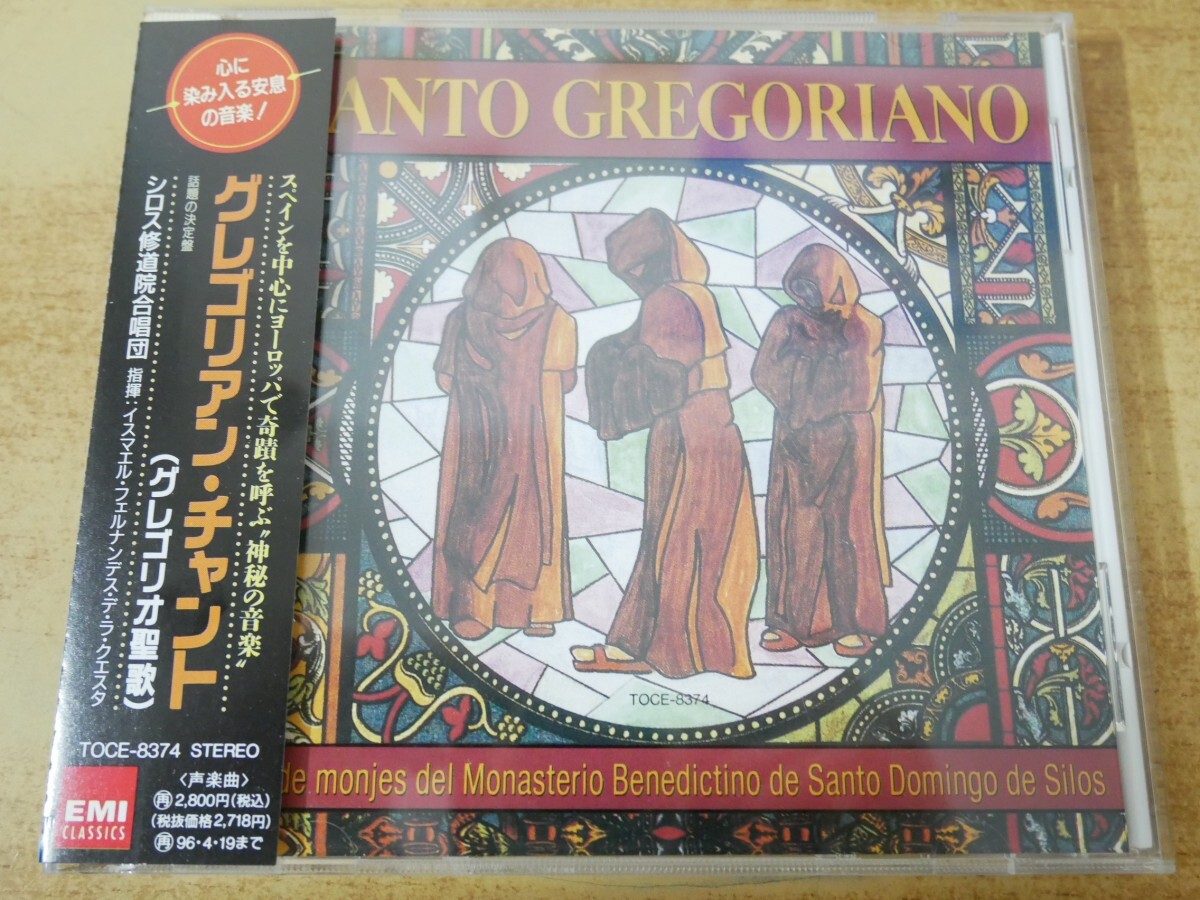 心に
染み入る安息
の音楽!
スペインを中心にヨーロッパで奇蹟を呼ぶ〝神秘の音楽〟
グレゴリアン・チャント
(グレゴリオ聖歌)
話題の決定盤
シロス修道院合唱団 指揮:イスマエル・フェルナンデス・デ・ラ・クエスタ
TOCE-8374 STEREO
EMI
CLASSICS
〈声楽曲〉
再2,800円(税込)
(税抜価格2,718円)
再96・4・19まで
ANTO GREGORIANO
TOCE-8374
de monjes del Monasterio Benedictino de Santo Domingo de Silos